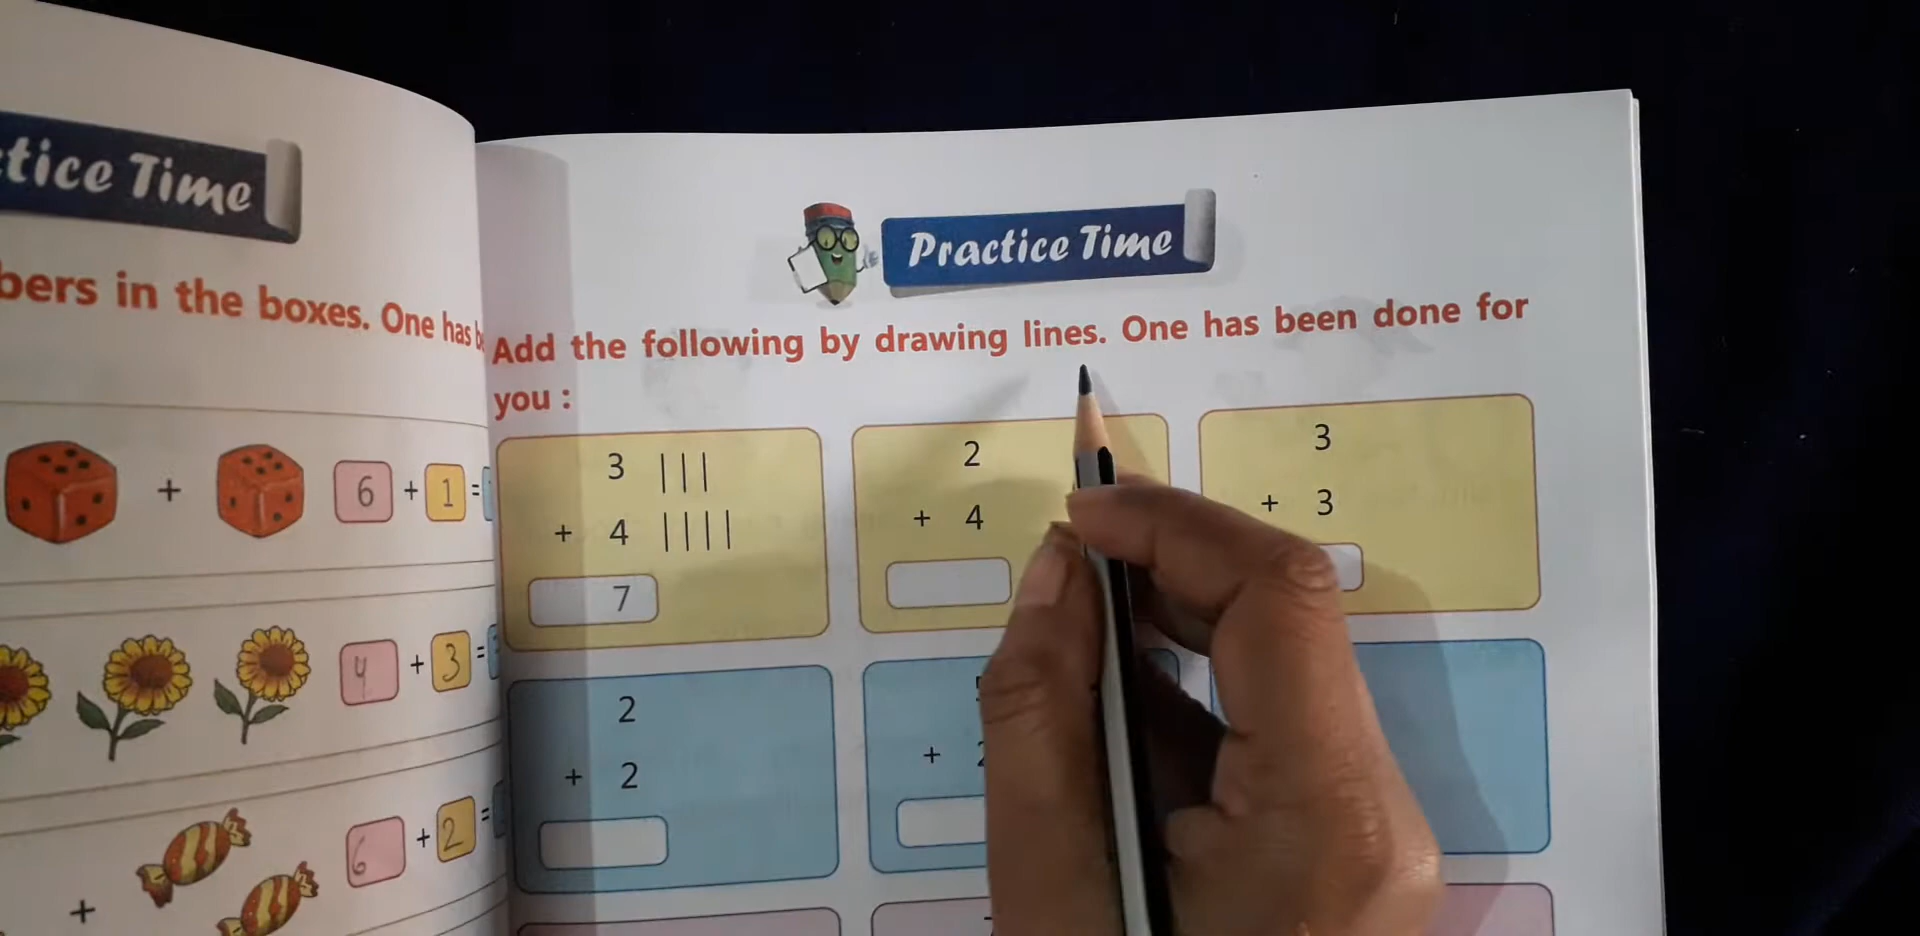 tice Time
bers in the boxes. One has
6 + 1 =
4 + 3 =
6 + 2 =
+
+
Practice Time
Add the following by drawing lines. One has been done for
you :
3 |||
+ 4 ||||
7
2
+ 4
3
+ 3
2
+ 2
+